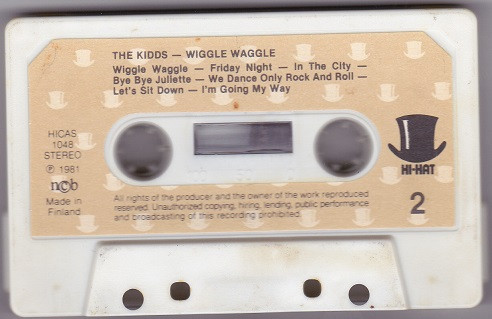 THE KIDDS — WIGGLE WAGGLE
Wiggle Waggle — Friday Night — In The City —
Bye Bye Juliette — We Dance Only Rock And Roll —
Let's Sit Down — I'm Going My Way
HICAS
1048
STEREO
℗ 1981
ncb
Made in
Finland
HI-HAT
2
All rights of the producer and the owner of the work reproduced
reserved. Unauthorized copying, hiring, lending, public performance
and broadcasting of this recording prohibited.